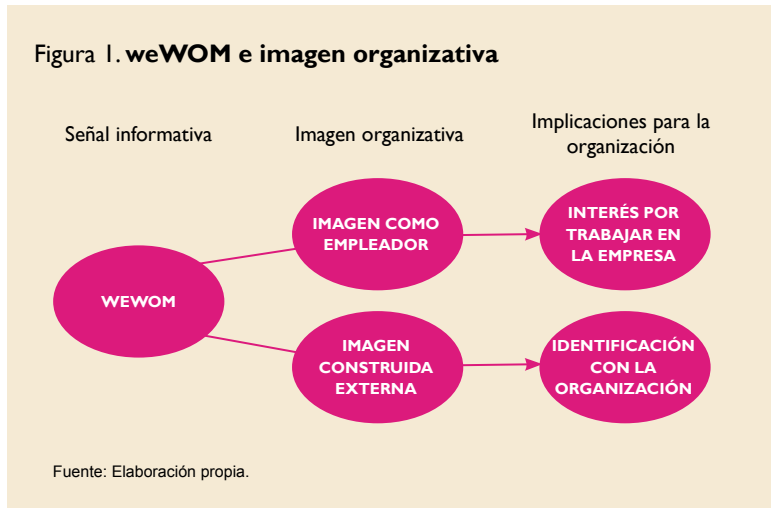 Figura 1. weWOM e imagen organizativa
Señal informativa
Imagen organizativa
Implicaciones para la
organización
WEWOM
IMAGEN COMO
EMPLEADOR
INTERÉS POR
TRABAJAR EN
LA EMPRESA
IMAGEN
CONSTRUIDA
EXTERNA
IDENTIFICACIÓN
CON LA
ORGANIZACIÓN
Fuente: Elaboración propia.